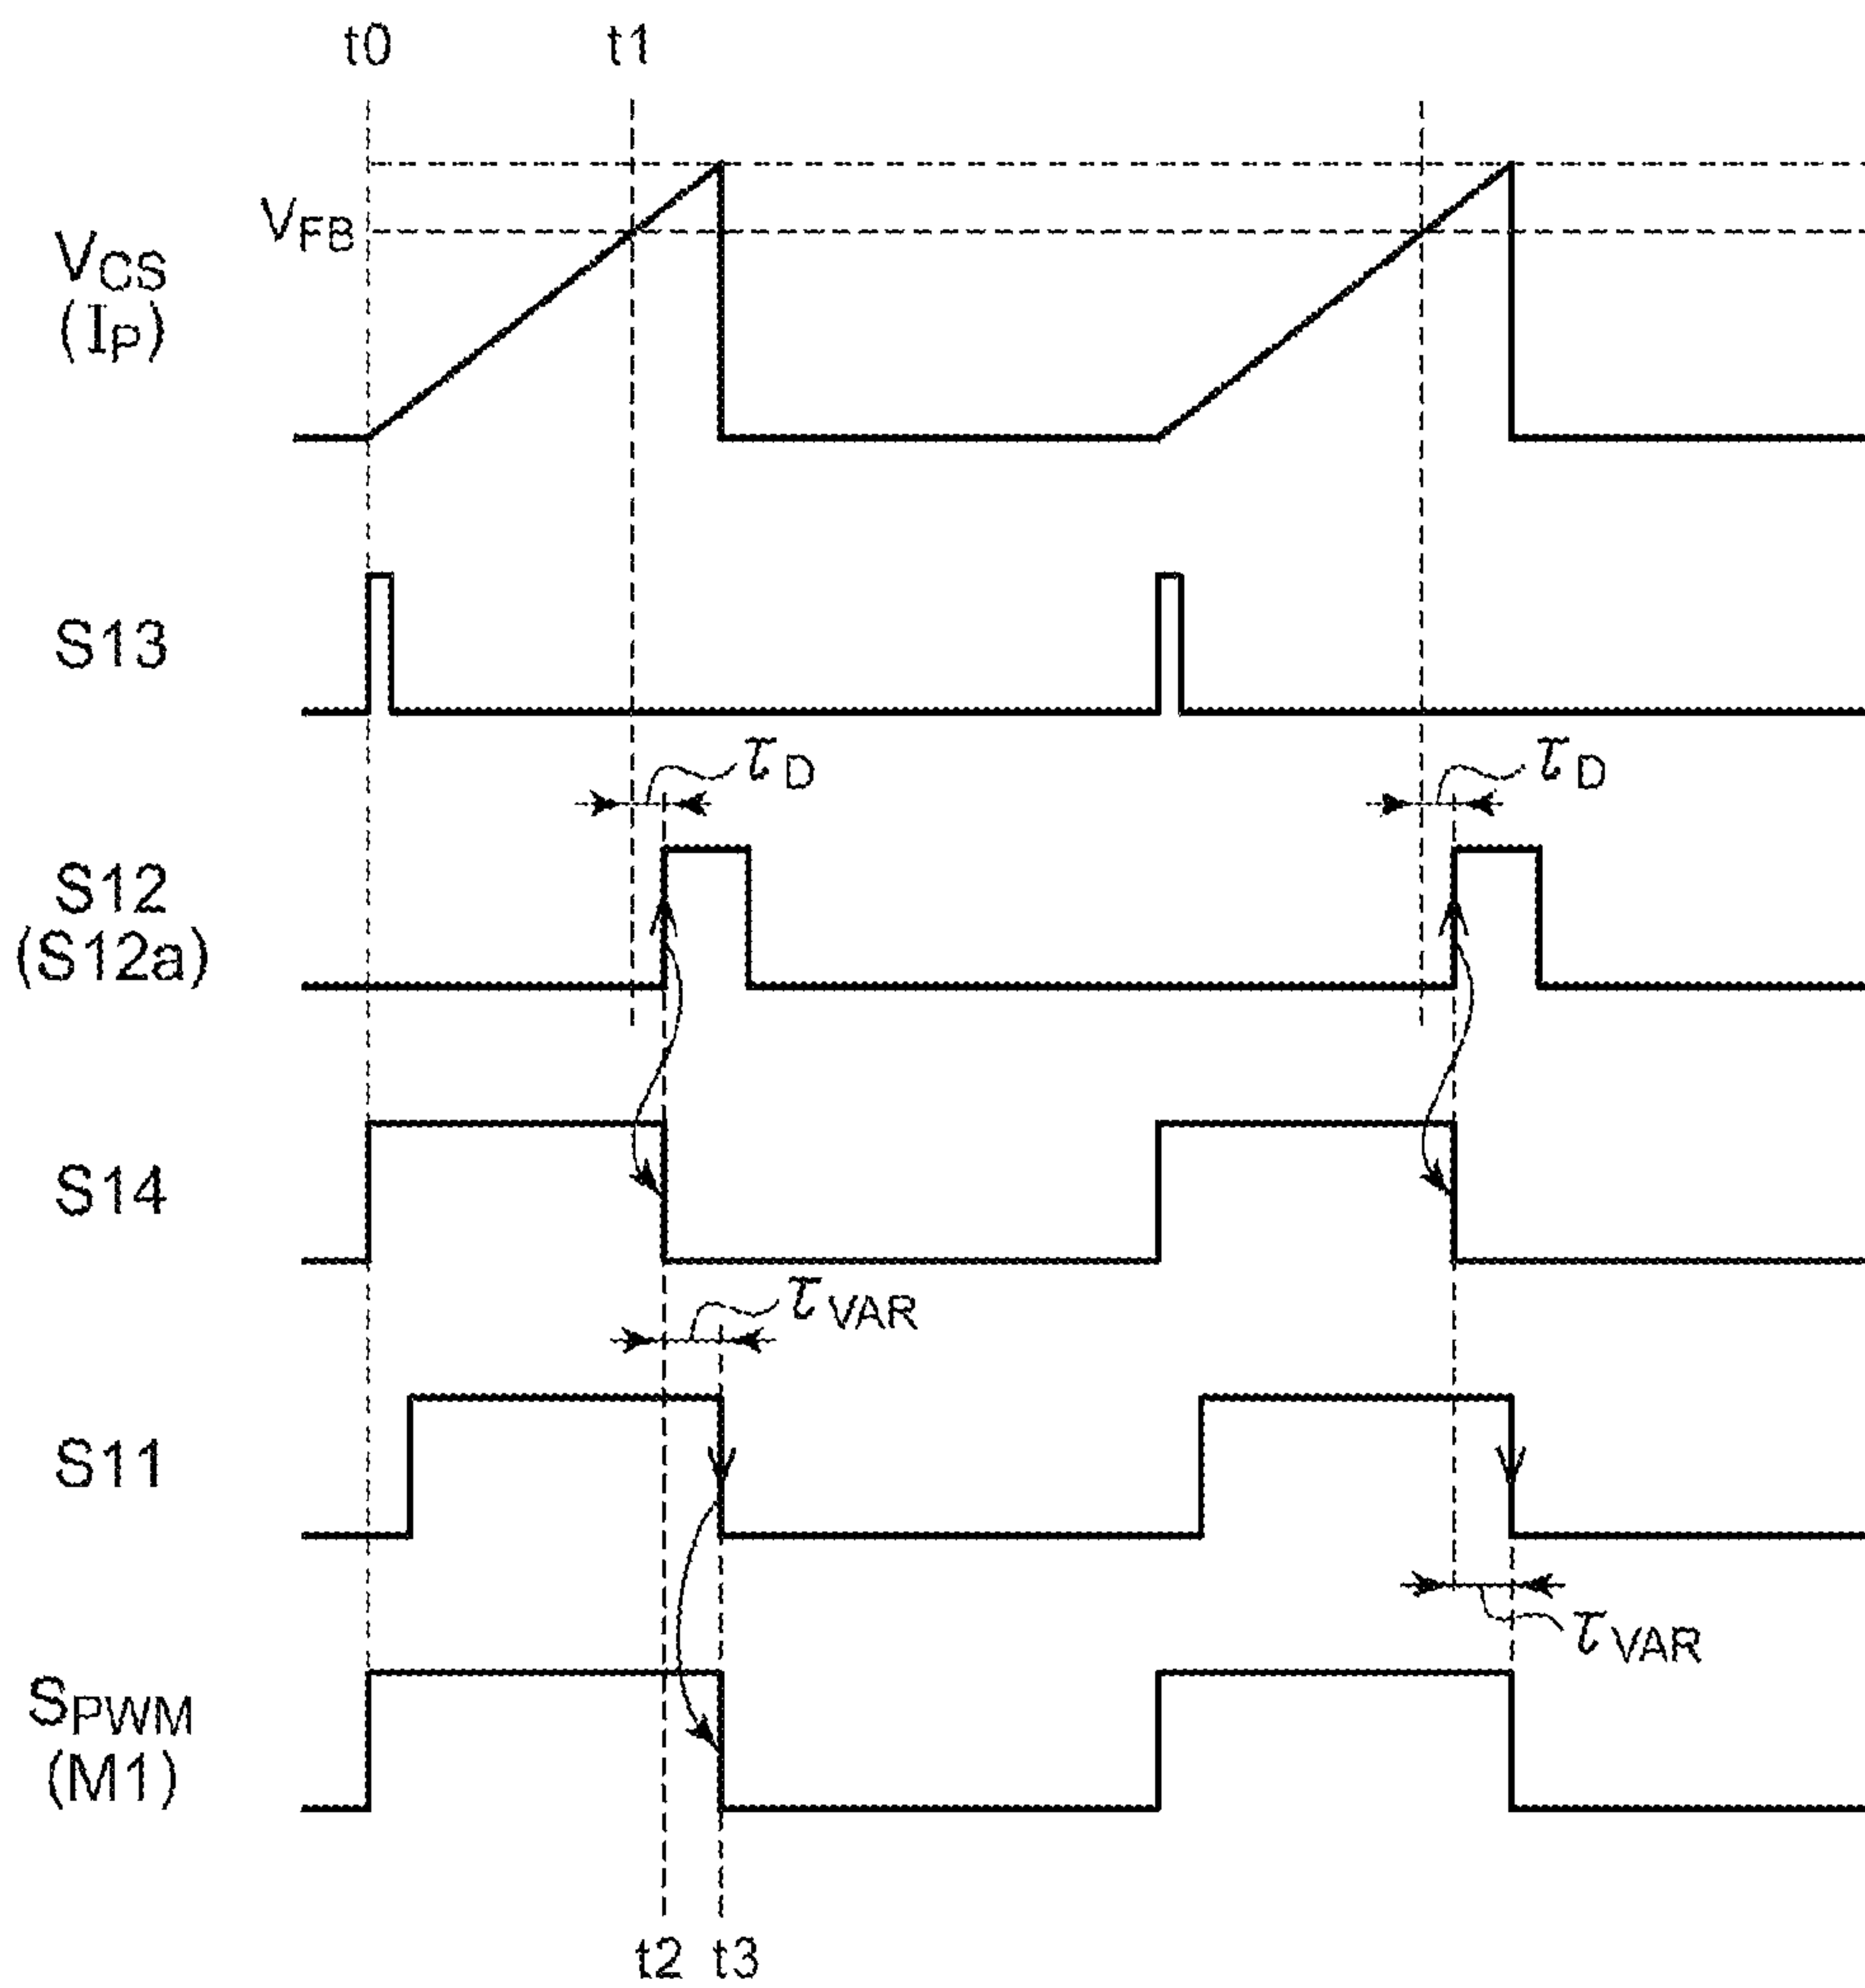 t0 t1
VFB
VCS
(IP)
S13
τD τD
S12
(S12a)
S14
τVAR
S11
τVAR
SPWM
(M1)
t2 t3